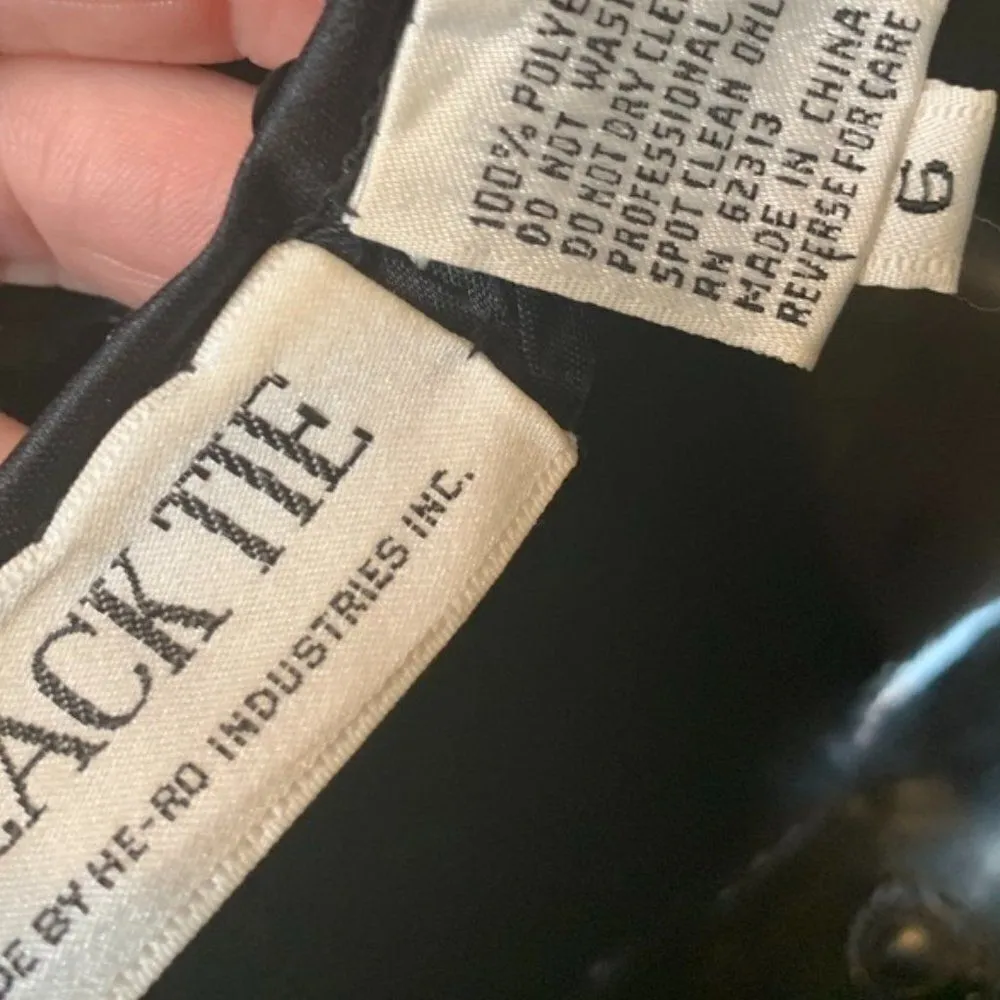 100% POLYE
DO NOT WASH
DO NOT DRY CLEA
PROFESSIONAL
SPOT CLEAN ONL
RN 62313
MADE IN CHINA
REVERSE FOR CARE
6
LACK TIE
DE BY HE-RO INDUSTRIES INC.